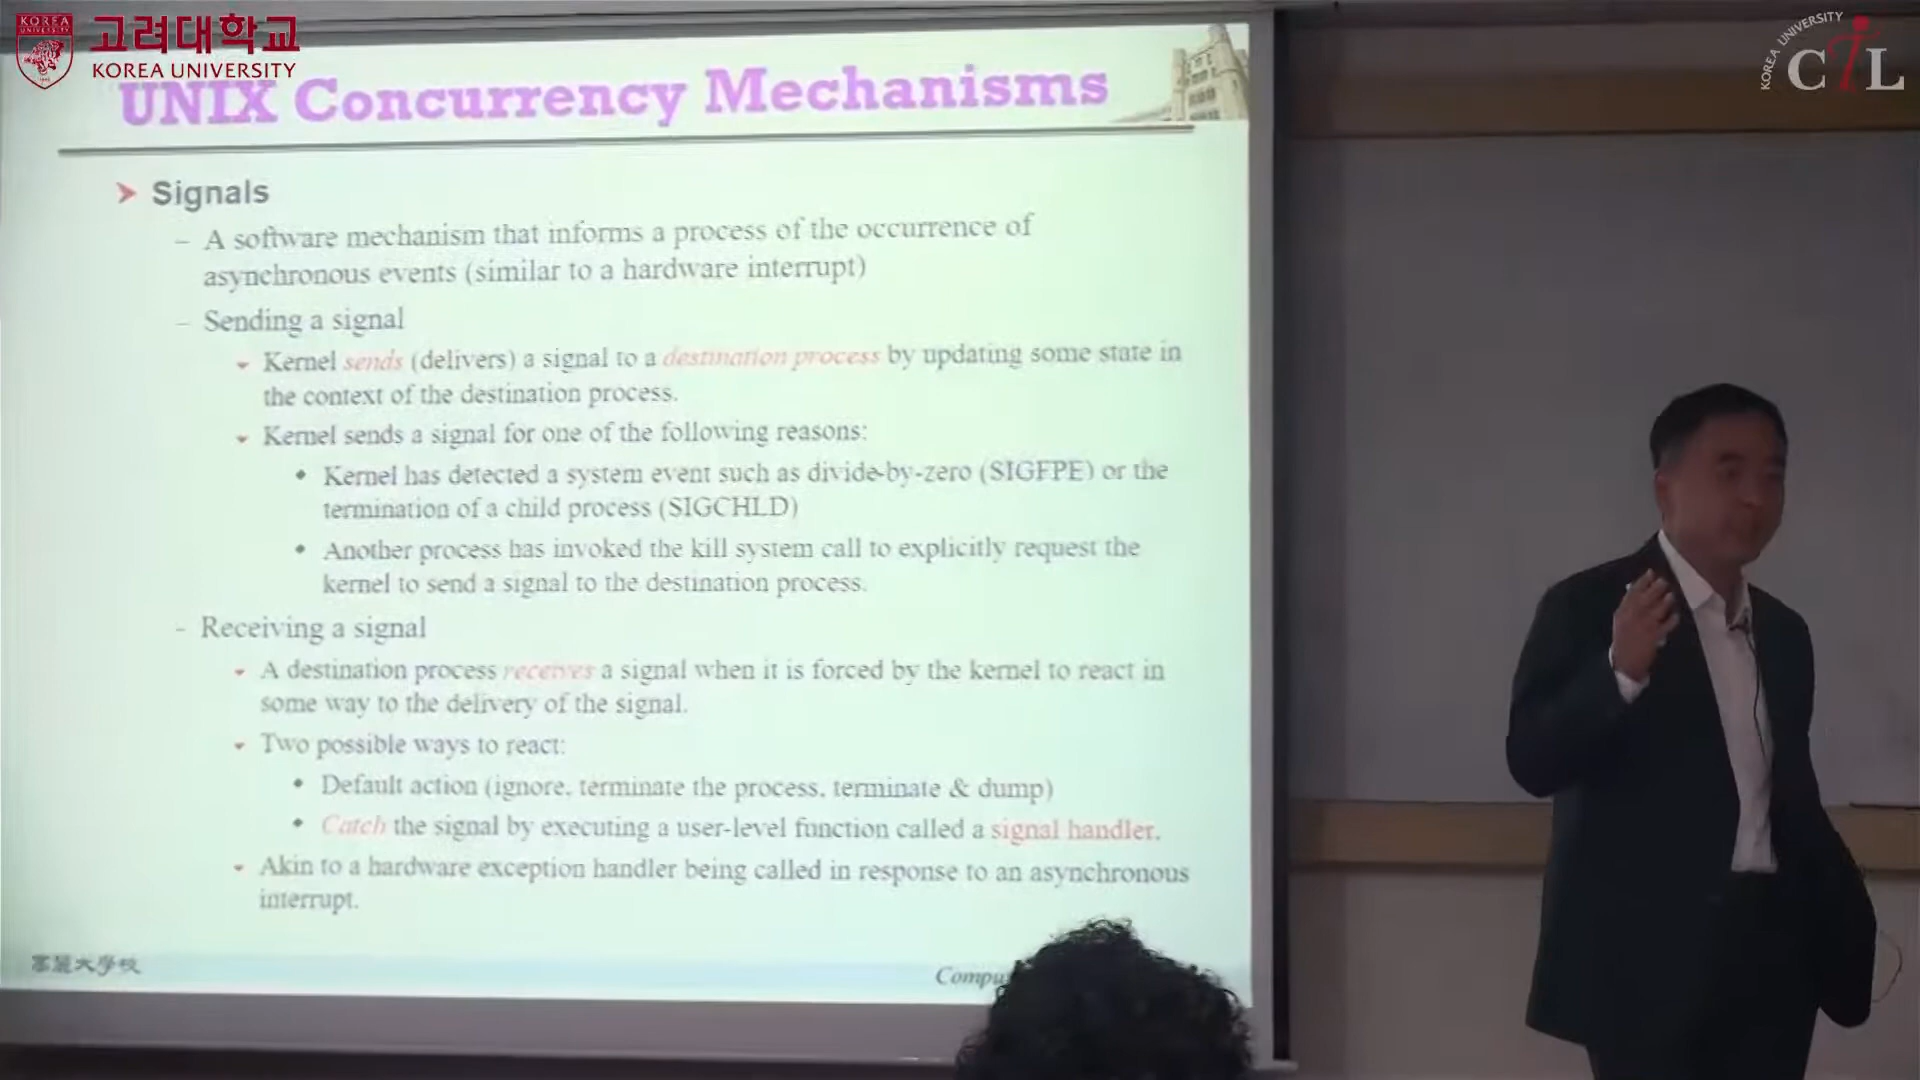 고려대학교
KOREA UNIVERSITY
KOREA UNIVERSITY
KOREA UNIVERSITY
CTL
UNIX Concurrency Mechanisms
➤ Signals
– A software mechanism that informs a process of the occurrence of
asynchronous events (similar to a hardware interrupt)
– Sending a signal
Kernel sends (delivers) a signal to a destination process by updating some state in
the context of the destination process.
Kernel sends a signal for one of the following reasons:
• Kernel has detected a system event such as divide-by-zero (SIGFPE) or the
termination of a child process (SIGCHLD)
• Another process has invoked the kill system call to explicitly request the
kernel to send a signal to the destination process.
– Receiving a signal
A destination process receives a signal when it is forced by the kernel to react in
some way to the delivery of the signal.
Two possible ways to react:
• Default action (ignore, terminate the process, terminate & dump)
• Catch the signal by executing a user-level function called a signal handler.
Akin to a hardware exception handler being called in response to an asynchronous
interrupt.
高麗大學校